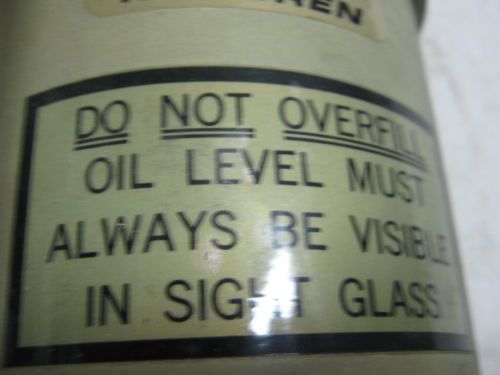 DO NOT OVERFILL
OIL LEVEL MUST
ALWAYS BE VISIBLE
IN SIGHT GLASS